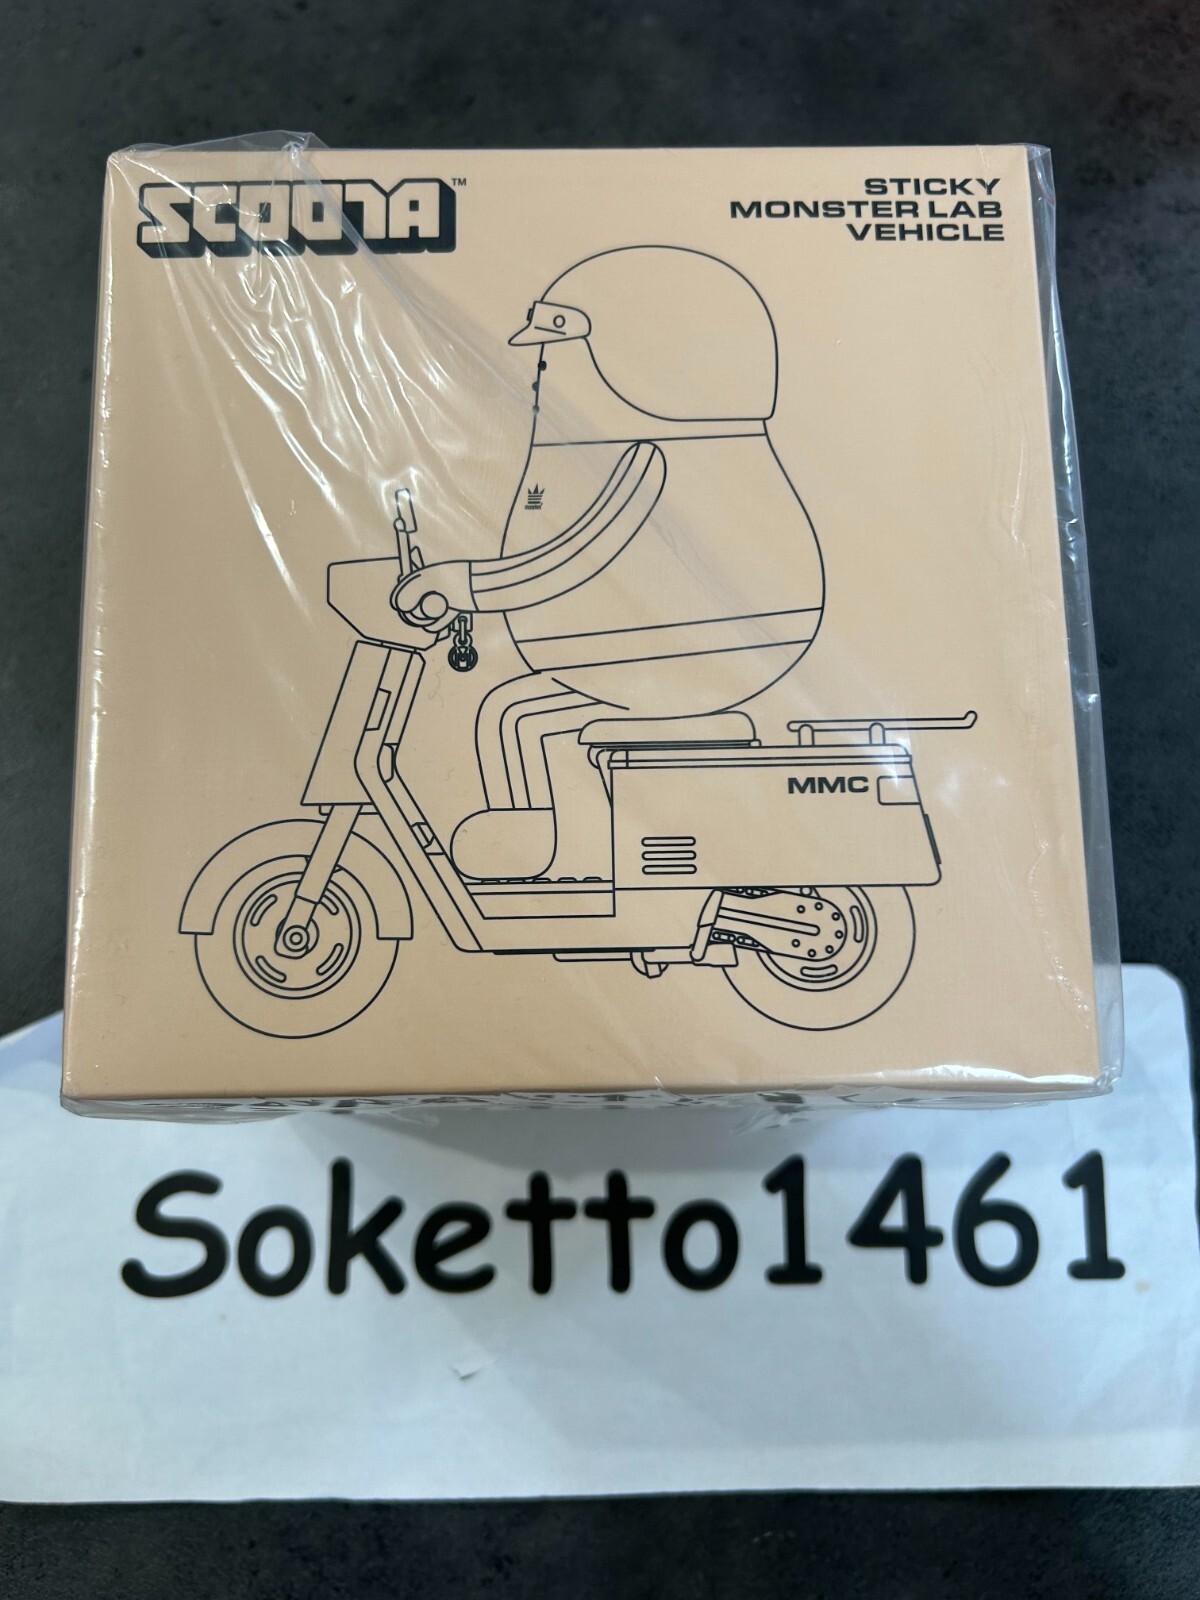 SCOOTA™
STICKY
MONSTER LAB
VEHICLE
MMC
Soketto1461